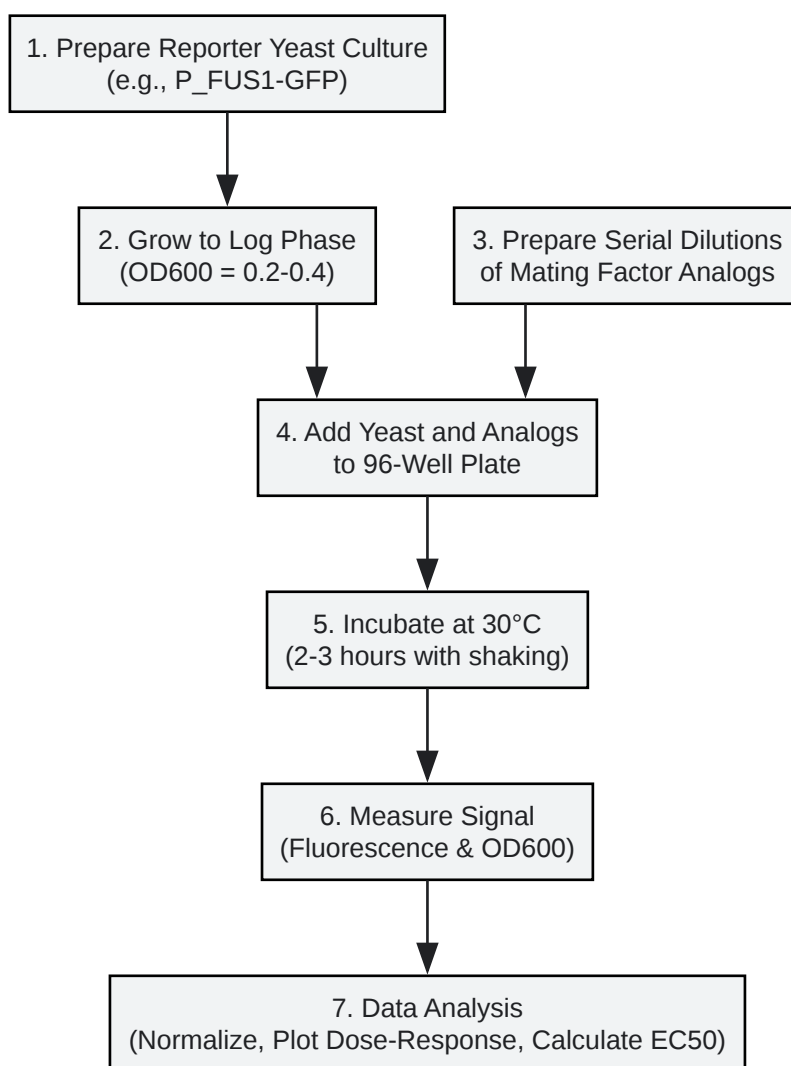 1. Prepare Reporter Yeast Culture
(e.g., P_FUS1-GFP)
2. Grow to Log Phase
(OD600 = 0.2-0.4)
3. Prepare Serial Dilutions
of Mating Factor Analogs
4. Add Yeast and Analogs
to 96-Well Plate
5. Incubate at 30°C
(2-3 hours with shaking)
6. Measure Signal
(Fluorescence & OD600)
7. Data Analysis
(Normalize, Plot Dose-Response, Calculate EC50)